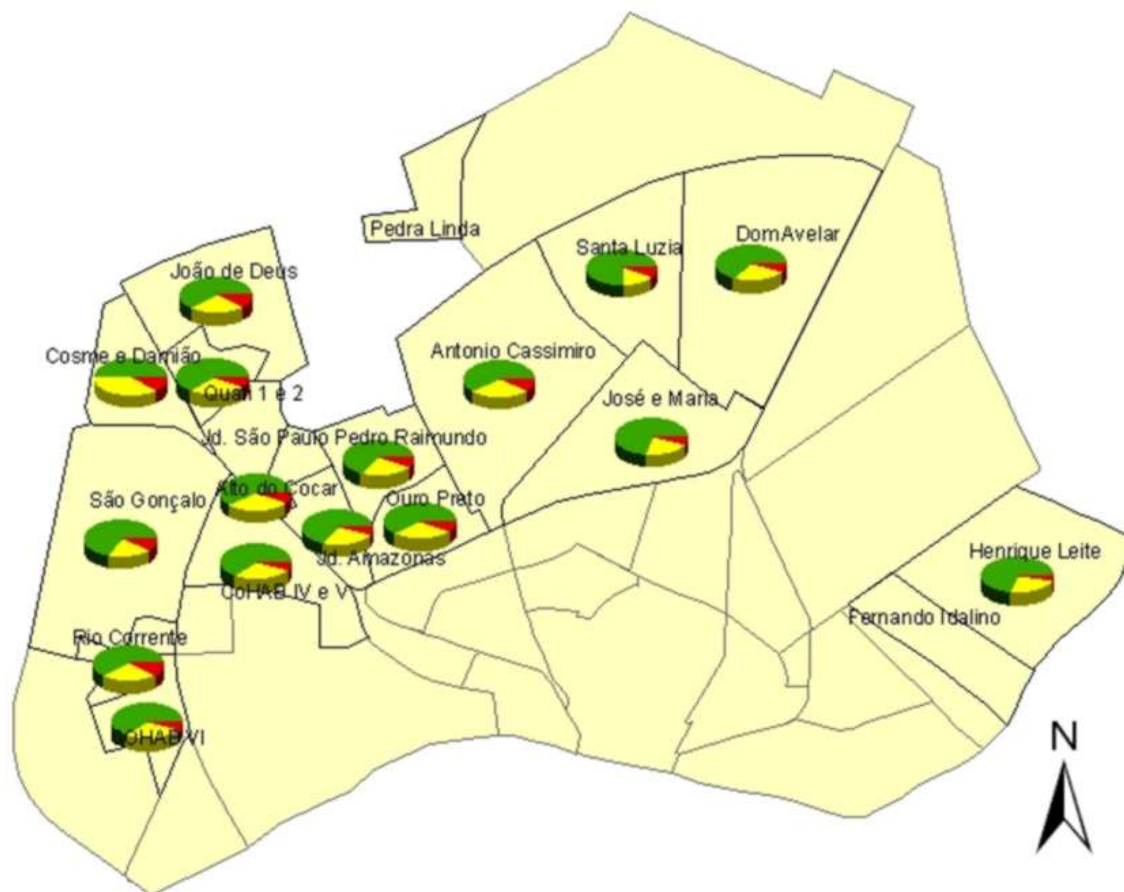 Pedra Linda
Santa Luzia
DomAvelar
João de Deus
Cosme e Damião
Quati 1 e 2
Antonio Cassimiro
José e Maria
Jd. São Paulo
Pedro Raimundo
São Gonçalo
Alto do Cocar
Ouro Preto
Jd. Amazonas
CoHAB IV e V
Henrique Leite
Fernando Idalino
Rio Corrente
COHAB VI
N